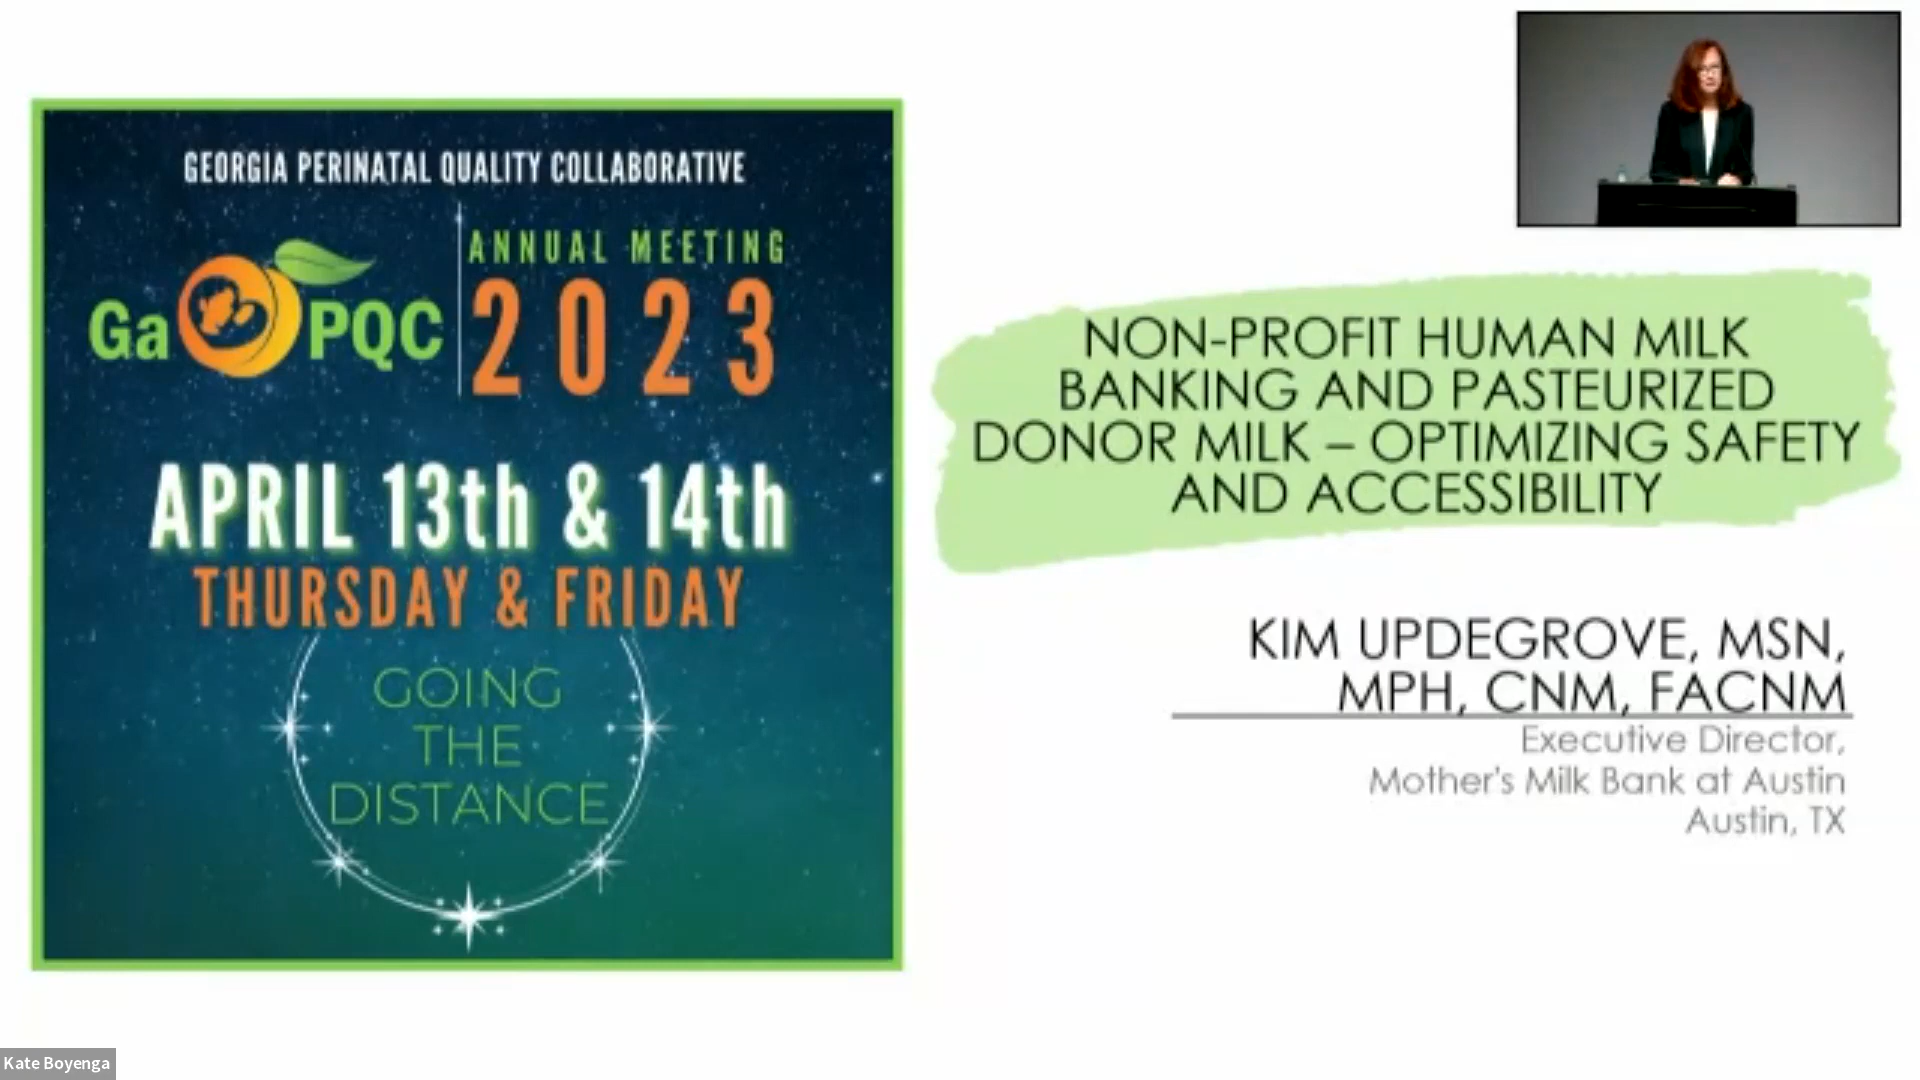 GEORGIA PERINATAL QUALITY COLLABORATIVE
GaPQC
ANNUAL MEETING
2023
APRIL 13th & 14th
THURSDAY & FRIDAY
GOING
THE
DISTANCE
NON-PROFIT HUMAN MILK
BANKING AND PASTEURIZED
DONOR MILK – OPTIMIZING SAFETY
AND ACCESSIBILITY
KIM UPDEGROVE, MSN,
MPH, CNM, FACNM
Executive Director,
Mother's Milk Bank at Austin
Austin, TX
Kate Boyenga